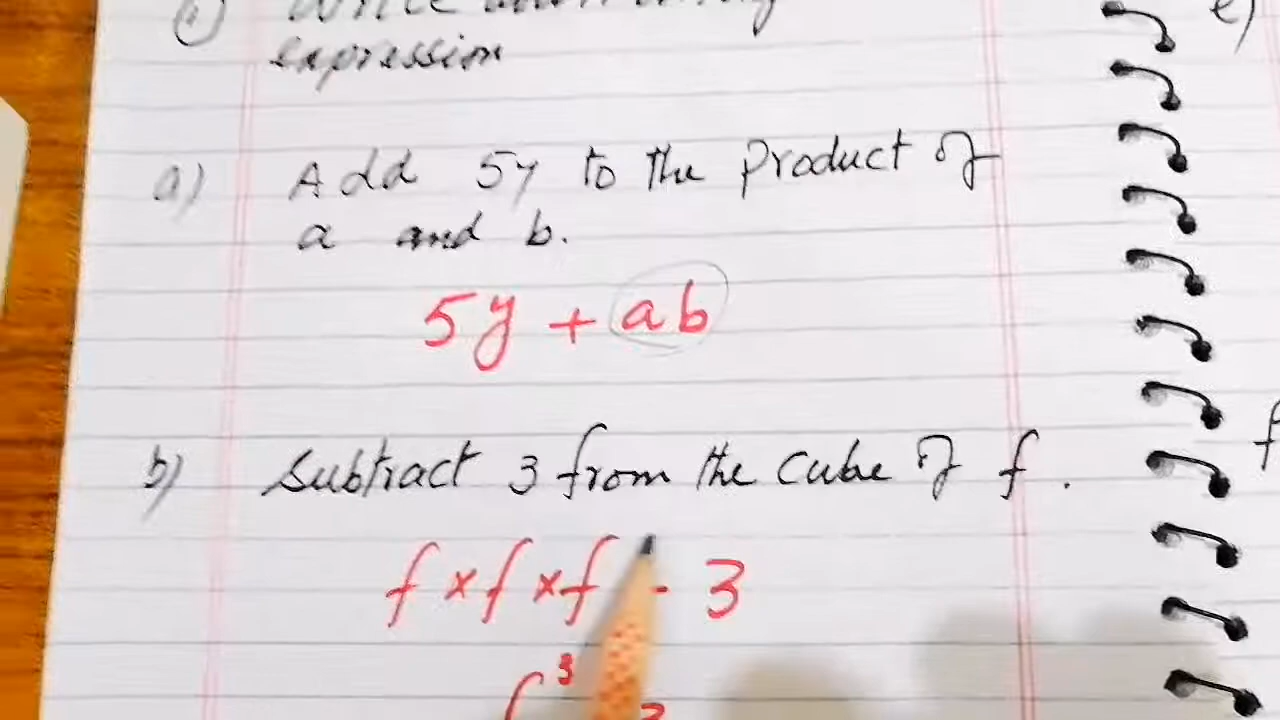 expression
a) Add 5y to the product of
a and b.
5y + ab
b) Subtract 3 from the cube of f.
f × f × f - 3